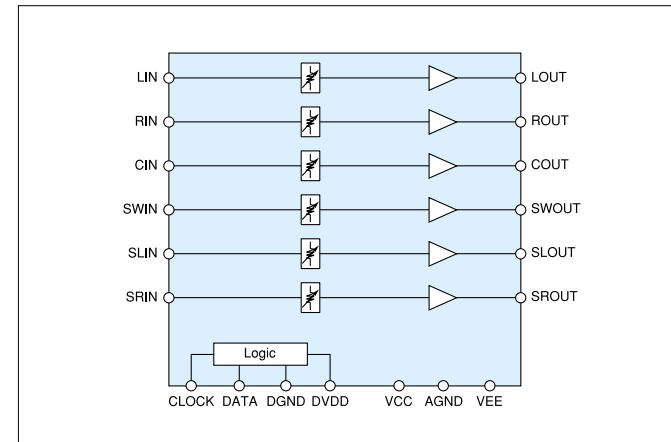 LIN LOUT
RIN ROUT
CIN COUT
SWIN SWOUT
SLIN SLOUT
SRIN SROUT
Logic
CLOCK DATA DGND DVDD VCC AGND VEE